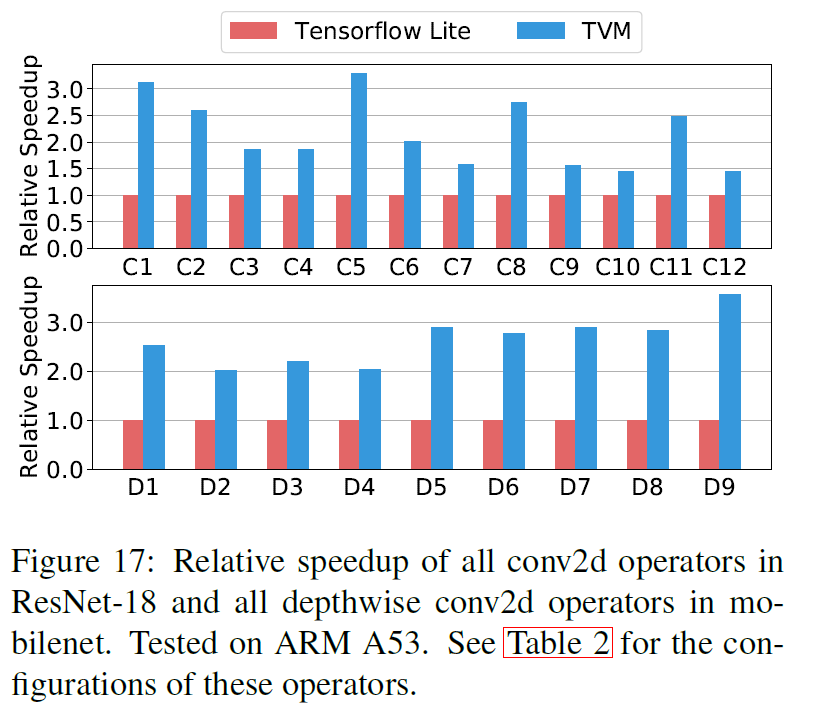 Tensorflow Lite TVM
Relative Speedup
3.0
2.5
2.0
1.5
1.0
0.5
0.0
C1 C2 C3 C4 C5 C6 C7 C8 C9 C10 C11 C12
Relative Speedup
3.0
2.0
1.0
0.0
D1 D2 D3 D4 D5 D6 D7 D8 D9
Figure 17: Relative speedup of all conv2d operators in
ResNet-18 and all depthwise conv2d operators in mo-
bilenet. Tested on ARM A53. See Table 2 for the con-
figurations of these operators.